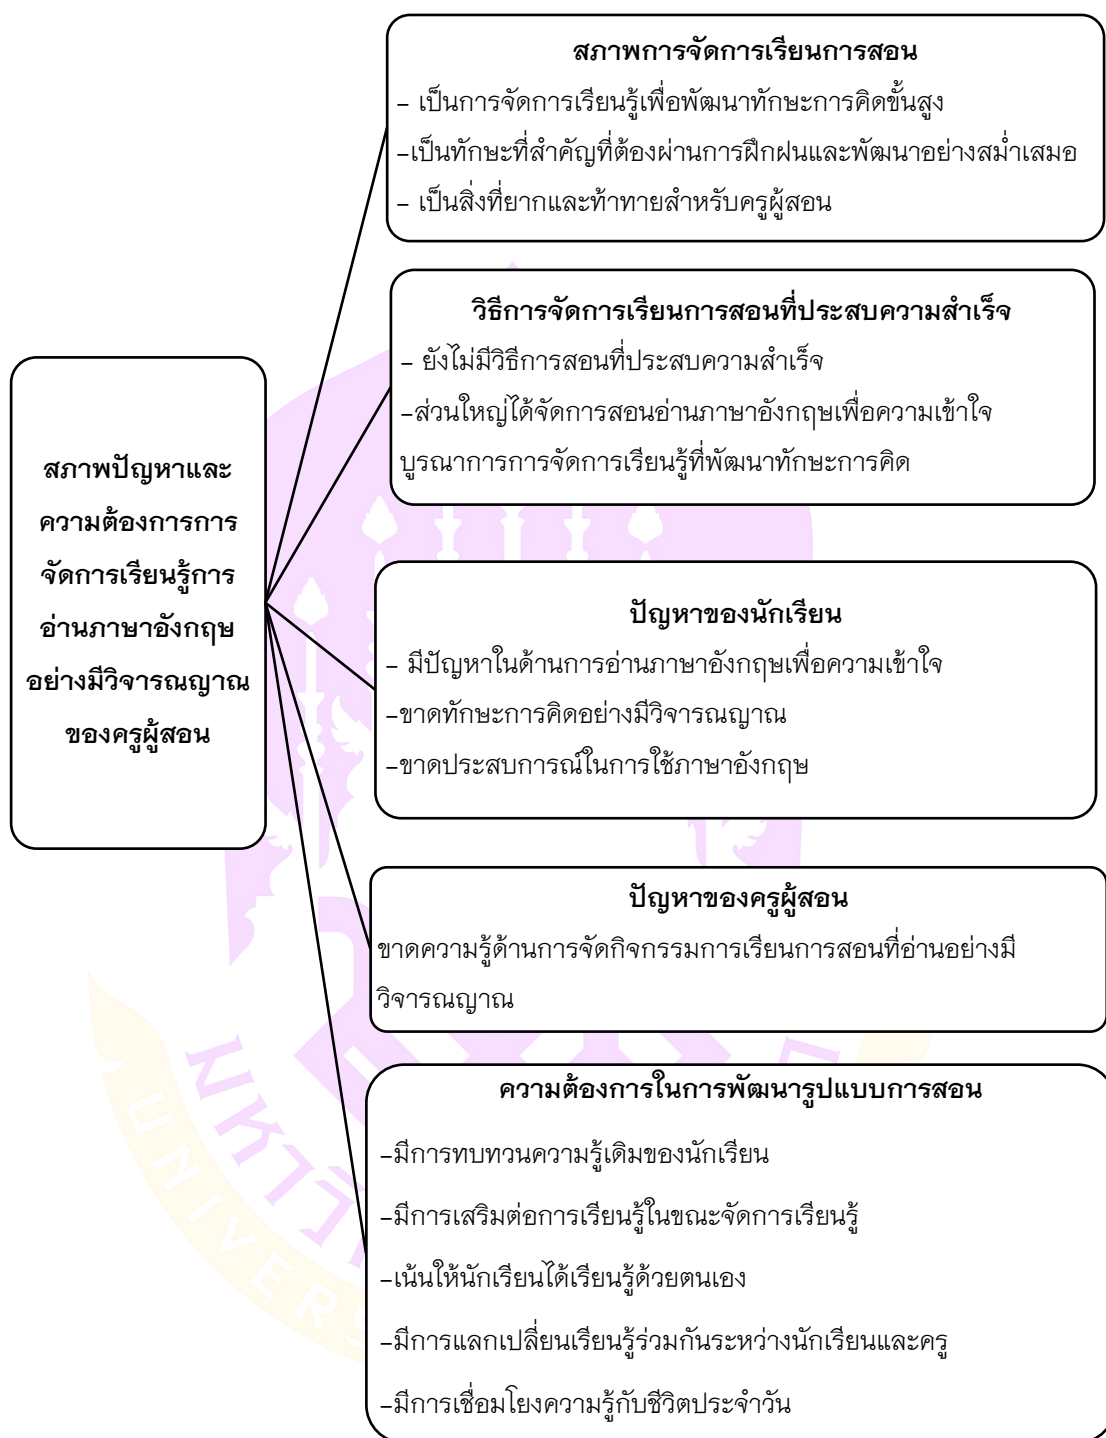 สภาพการจัดการเรียนการสอน
- เป็นการจัดการเรียนรู้เพื่อพัฒนาทักษะการคิดขั้นสูง
-เป็นทักษะที่สำคัญที่ต้องผ่านการฝึกฝนและพัฒนาอย่างสม่ำเสมอ
- เป็นสิ่งที่ยากและท้าทายสำหรับครูผู้สอน
วิธีการจัดการเรียนการสอนที่ประสบความสำเร็จ
- ยังไม่มีวิธีการสอนที่ประสบความสำเร็จ
-ส่วนใหญ่ได้จัดการสอนอ่านภาษาอังกฤษเพื่อความเข้าใจ
บูรณาการการจัดการเรียนรู้ที่พัฒนาทักษะการคิด
สภาพปัญหาและ
ความต้องการการ
จัดการเรียนรู้การ
อ่านภาษาอังกฤษ
อย่างมีวิจารณญาณ
ของครูผู้สอน
ปัญหาของนักเรียน
- มีปัญหาในด้านการอ่านภาษาอังกฤษเพื่อความเข้าใจ
-ขาดทักษะการคิดอย่างมีวิจารณญาณ
-ขาดประสบการณ์ในการใช้ภาษาอังกฤษ
ปัญหาของครูผู้สอน
ขาดความรู้ด้านการจัดกิจกรรมการเรียนการสอนที่อ่านอย่างมี
วิจารณญาณ
ความต้องการในการพัฒนารูปแบบการสอน
-มีการทบทวนความรู้เดิมของนักเรียน
-มีการเสริมต่อการเรียนรู้ในขณะจัดการเรียนรู้
-เน้นให้นักเรียนได้เรียนรู้ด้วยตนเอง
-มีการแลกเปลี่ยนเรียนรู้ร่วมกันระหว่างนักเรียนและครู
-มีการเชื่อมโยงความรู้กับชีวิตประจำวัน